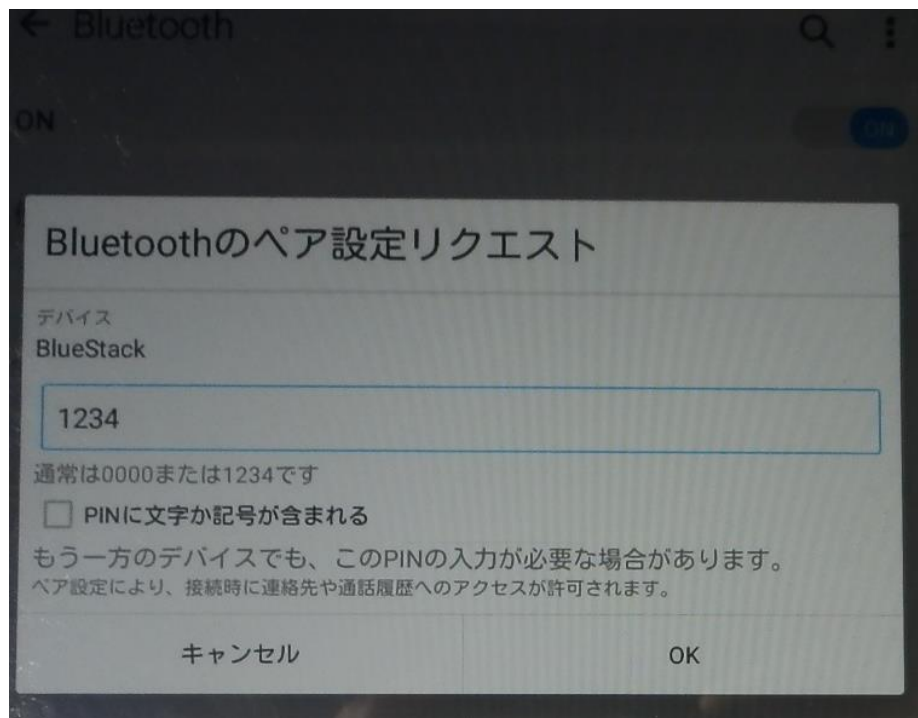 Bluetooth
ON
ON
Bluetoothのペア設定リクエスト
デバイス
BlueStack
1234
通常は0000または1234です
PINに文字か記号が含まれる
もう一方のデバイスでも、このPINの入力が必要な場合があります。
ペア設定により、接続時に連絡先や通話履歴へのアクセスが許可されます。
キャンセル
OK